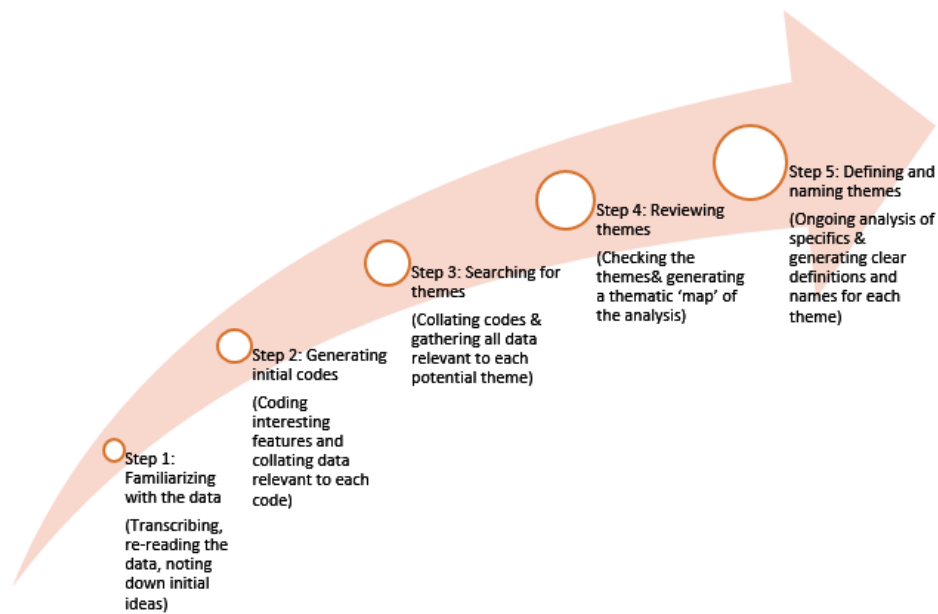 Step 1:
Familiarizing
with the data
(Transcribing,
re-reading the
data, noting
down initial
ideas)
Step 2: Generating
initial codes
(Coding
interesting
features and
collating data
relevant to each
code)
Step 3: Searching for
themes
(Collating codes &
gathering all data
relevant to each
potential theme)
Step 4: Reviewing
themes
(Checking the
themes& generating
a thematic ‘map’ of
the analysis)
Step 5: Defining and
naming themes
(Ongoing analysis of
specifics &
generating clear
definitions and
names for each
theme)